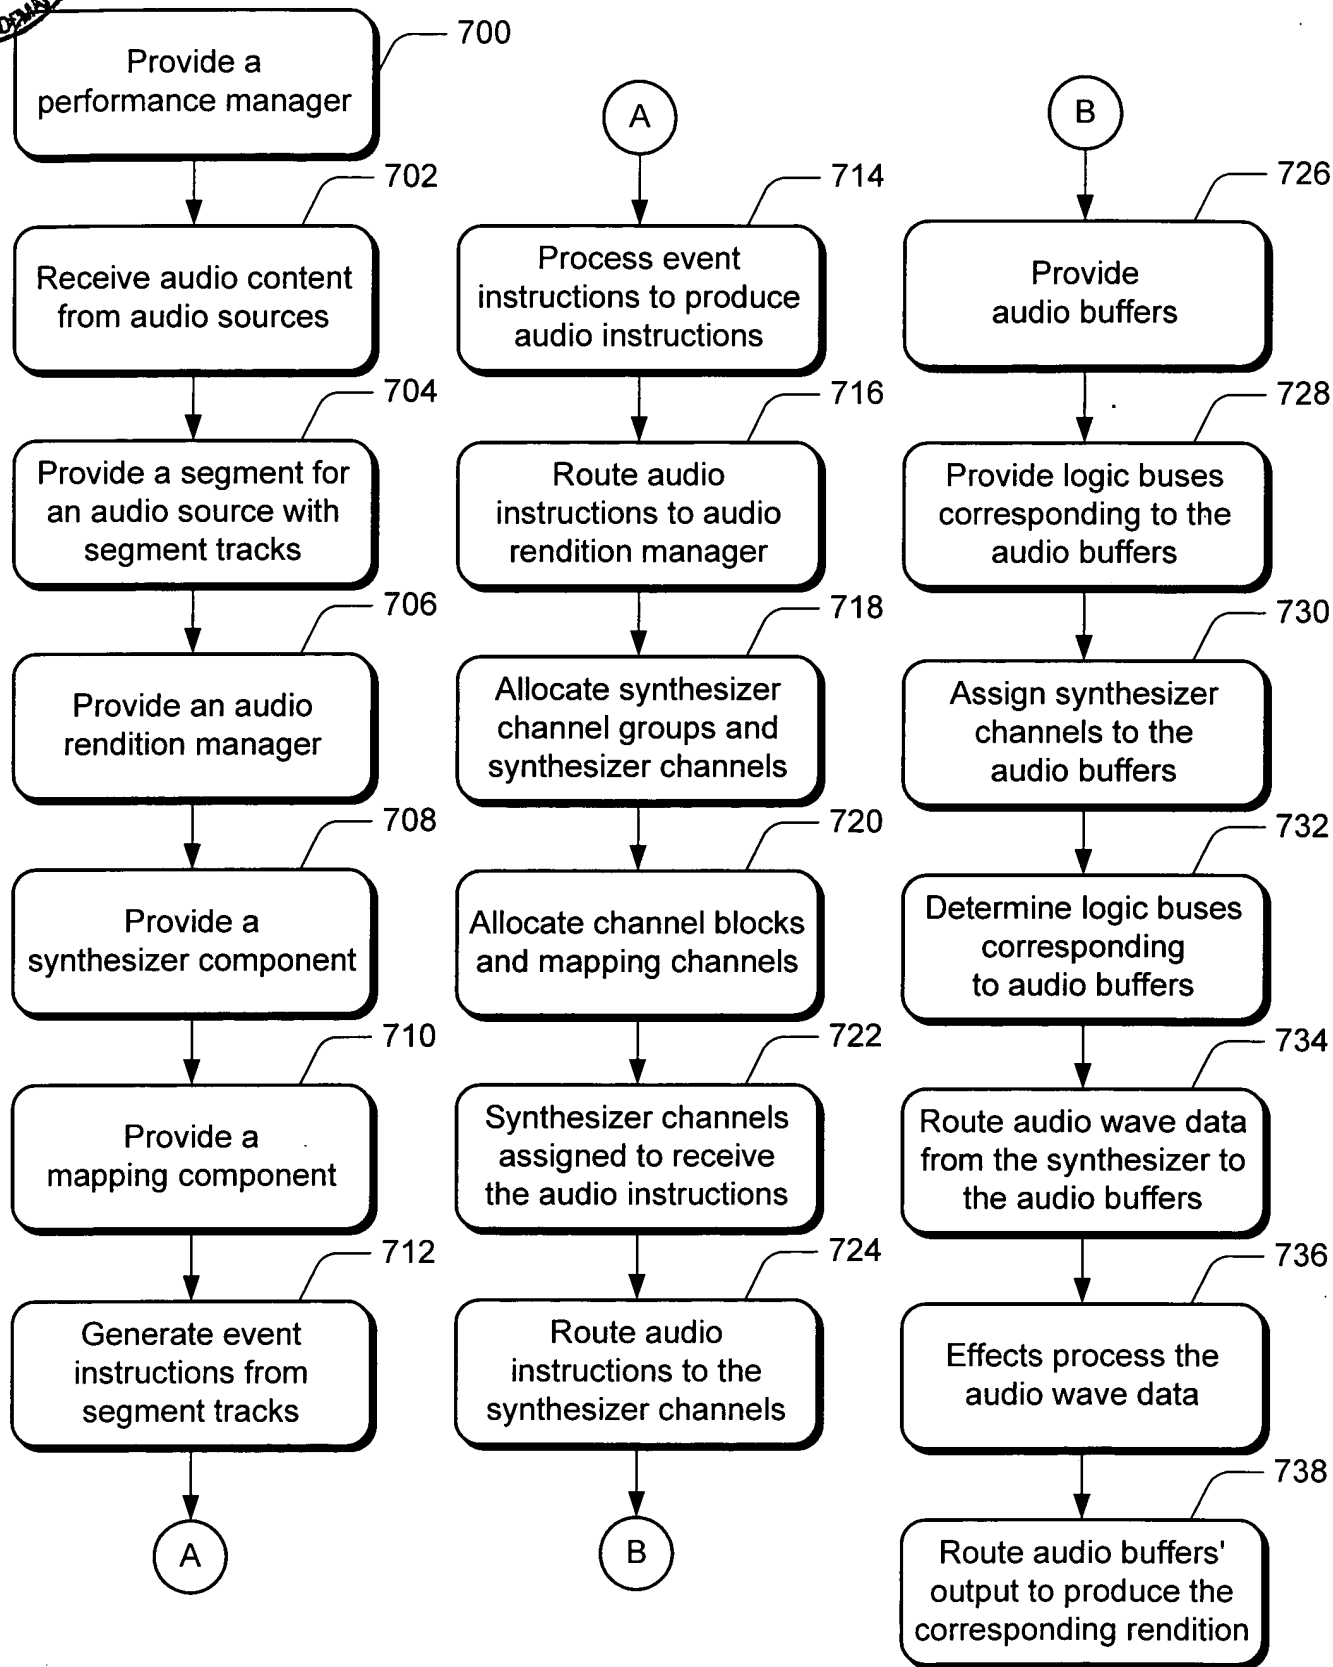 700
Provide a
performance manager
702
Receive audio content
from audio sources
704
Provide a segment for
an audio source with
segment tracks
706
Provide an audio
rendition manager
708
Provide a
synthesizer component
710
Provide a
mapping component
712
Generate event
instructions from
segment tracks
A
A
714
Process event
instructions to produce
audio instructions
716
Route audio
instructions to audio
rendition manager
718
Allocate synthesizer
channel groups and
synthesizer channels
720
Allocate channel blocks
and mapping channels
722
Synthesizer channels
assigned to receive
the audio instructions
724
Route audio
instructions to the
synthesizer channels
B
B
726
Provide
audio buffers
728
Provide logic buses
corresponding to the
audio buffers
730
Assign synthesizer
channels to the
audio buffers
732
Determine logic buses
corresponding
to audio buffers
734
Route audio wave data
from the synthesizer to
the audio buffers
736
Effects process the
audio wave data
738
Route audio buffers'
output to produce the
corresponding rendition